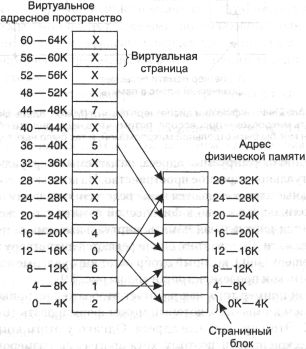 Виртуальное
адресное пространство
60—64K X
56—60K X
Виртуальная
страница
52—56K X
48—52K X
44—48K 7
40—44K X
36—40K 5
Адрес
физической памяти
32—36K X
28—32K X 28—32K
24—28K X 24—28K
20—24K 3 20—24K
16—20K 4 16—20K
12—16K 0 12—16K
8—12K 6 8—12K
4—8K 1 4—8K
0—4K 2 0K—4K
Страничный
блок